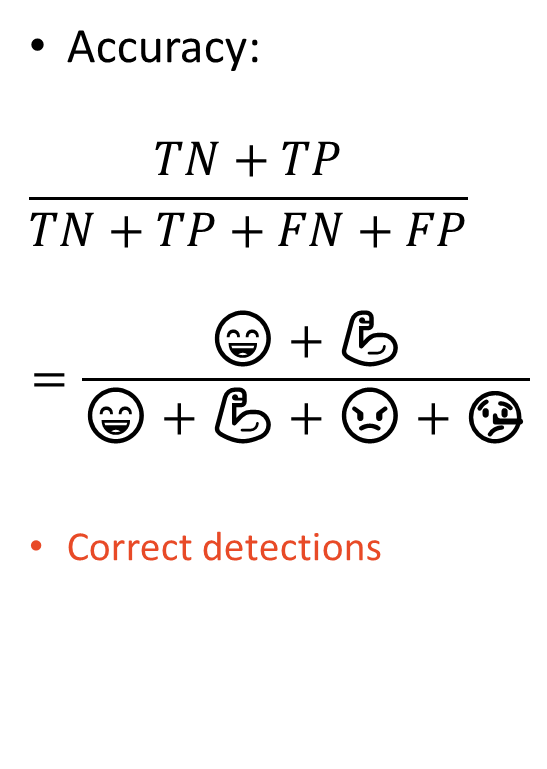 • Accuracy:
TN + TP
TN + TP + FN + FP
= 😄 + 💪
😄 + 💪 + 😠 + 🤥
• Correct detections